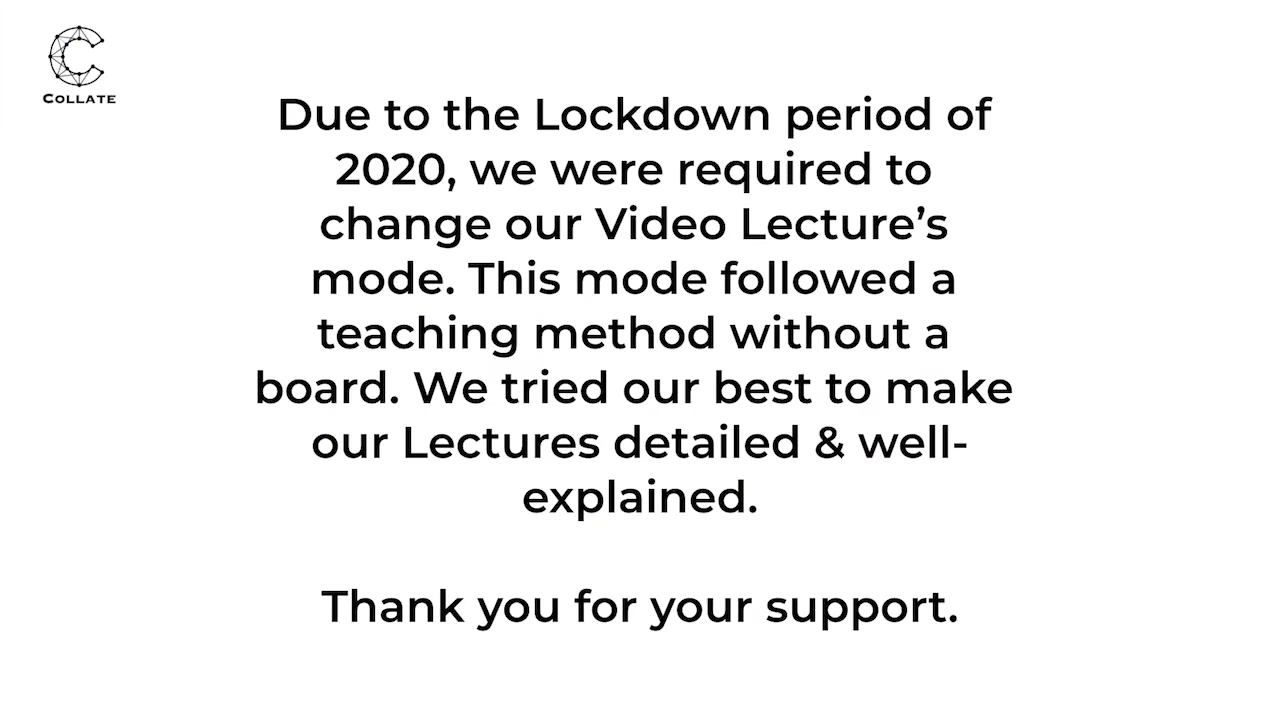 COLLATE
Due to the Lockdown period of
2020, we were required to
change our Video Lecture’s
mode. This mode followed a
teaching method without a
board. We tried our best to make
our Lectures detailed & well-
explained.
Thank you for your support.